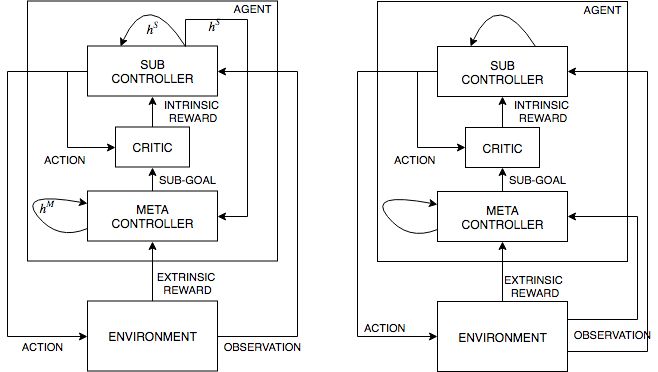 AGENT
h^S
h^S
SUB
CONTROLLER
INTRINSIC
REWARD
CRITIC
ACTION
SUB-GOAL
h^M
META
CONTROLLER
EXTRINSIC
REWARD
ENVIRONMENT
ACTION
OBSERVATION
AGENT
SUB
CONTROLLER
INTRINSIC
REWARD
CRITIC
ACTION
SUB-GOAL
META
CONTROLLER
EXTRINSIC
REWARD
ACTION
ENVIRONMENT
OBSERVATION